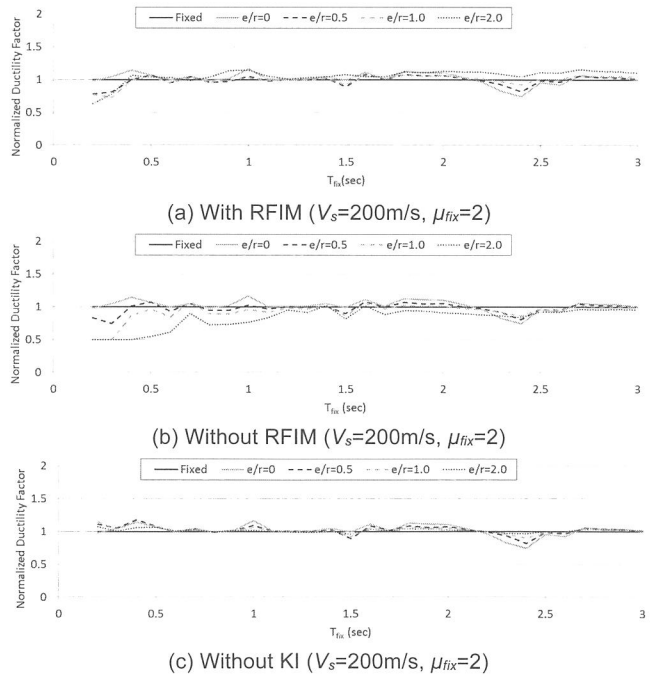 Fixed e/r=0 e/r=0.5 e/r=1.0 e/r=2.0
Normalized Ductility Factor
2
1.5
1
0.5
0
0 0.5 1 1.5 2 2.5 3
Tfix(sec)
(a) With RFIM (Vs=200m/s, μfix=2)
Fixed e/r=0 e/r=0.5 e/r=1.0 e/r=2.0
Normalized Ductility Factor
2
1.5
1
0.5
0
0 0.5 1 1.5 2 2.5 3
Tfix (sec)
(b) Without RFIM (Vs=200m/s, μfix=2)
Fixed e/r=0 e/r=0.5 e/r=1.0 e/r=2.0
Normalized Ductility Factor
2
1.5
1
0.5
0
0 0.5 1 1.5 2 2.5 3
Tfix (sec)
(c) Without KI (Vs=200m/s, μfix=2)